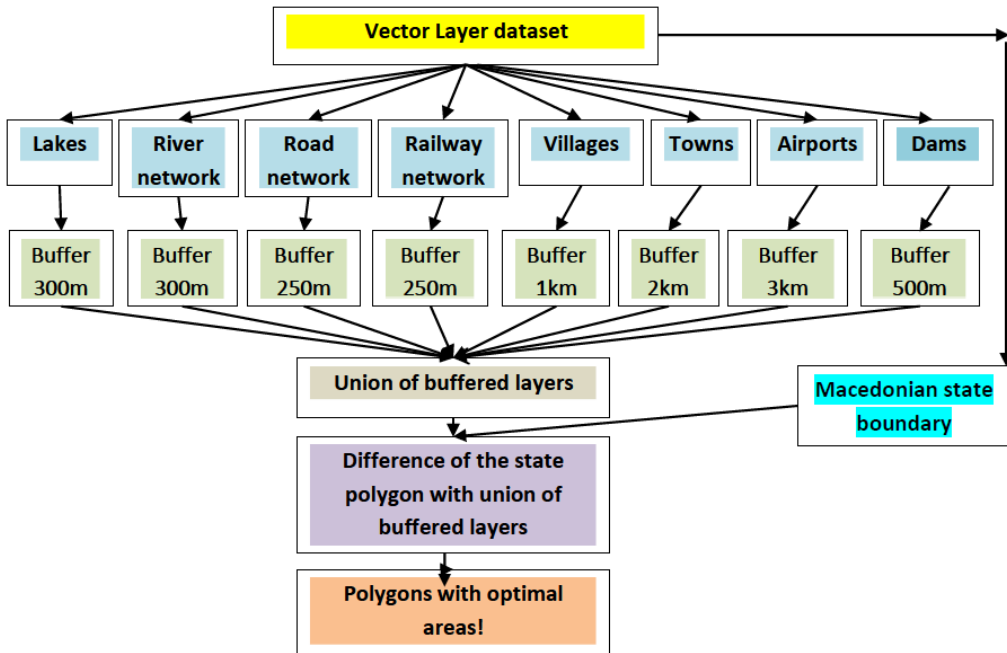 Vector Layer dataset
Lakes
River
network
Road
network
Railway
network
Villages
Towns
Airports
Dams
Buffer
300m
Buffer
300m
Buffer
250m
Buffer
250m
Buffer
1km
Buffer
2km
Buffer
3km
Buffer
500m
Union of buffered layers
Macedonian state
boundary
Difference of the state
polygon with union of
buffered layers
Polygons with optimal
areas!